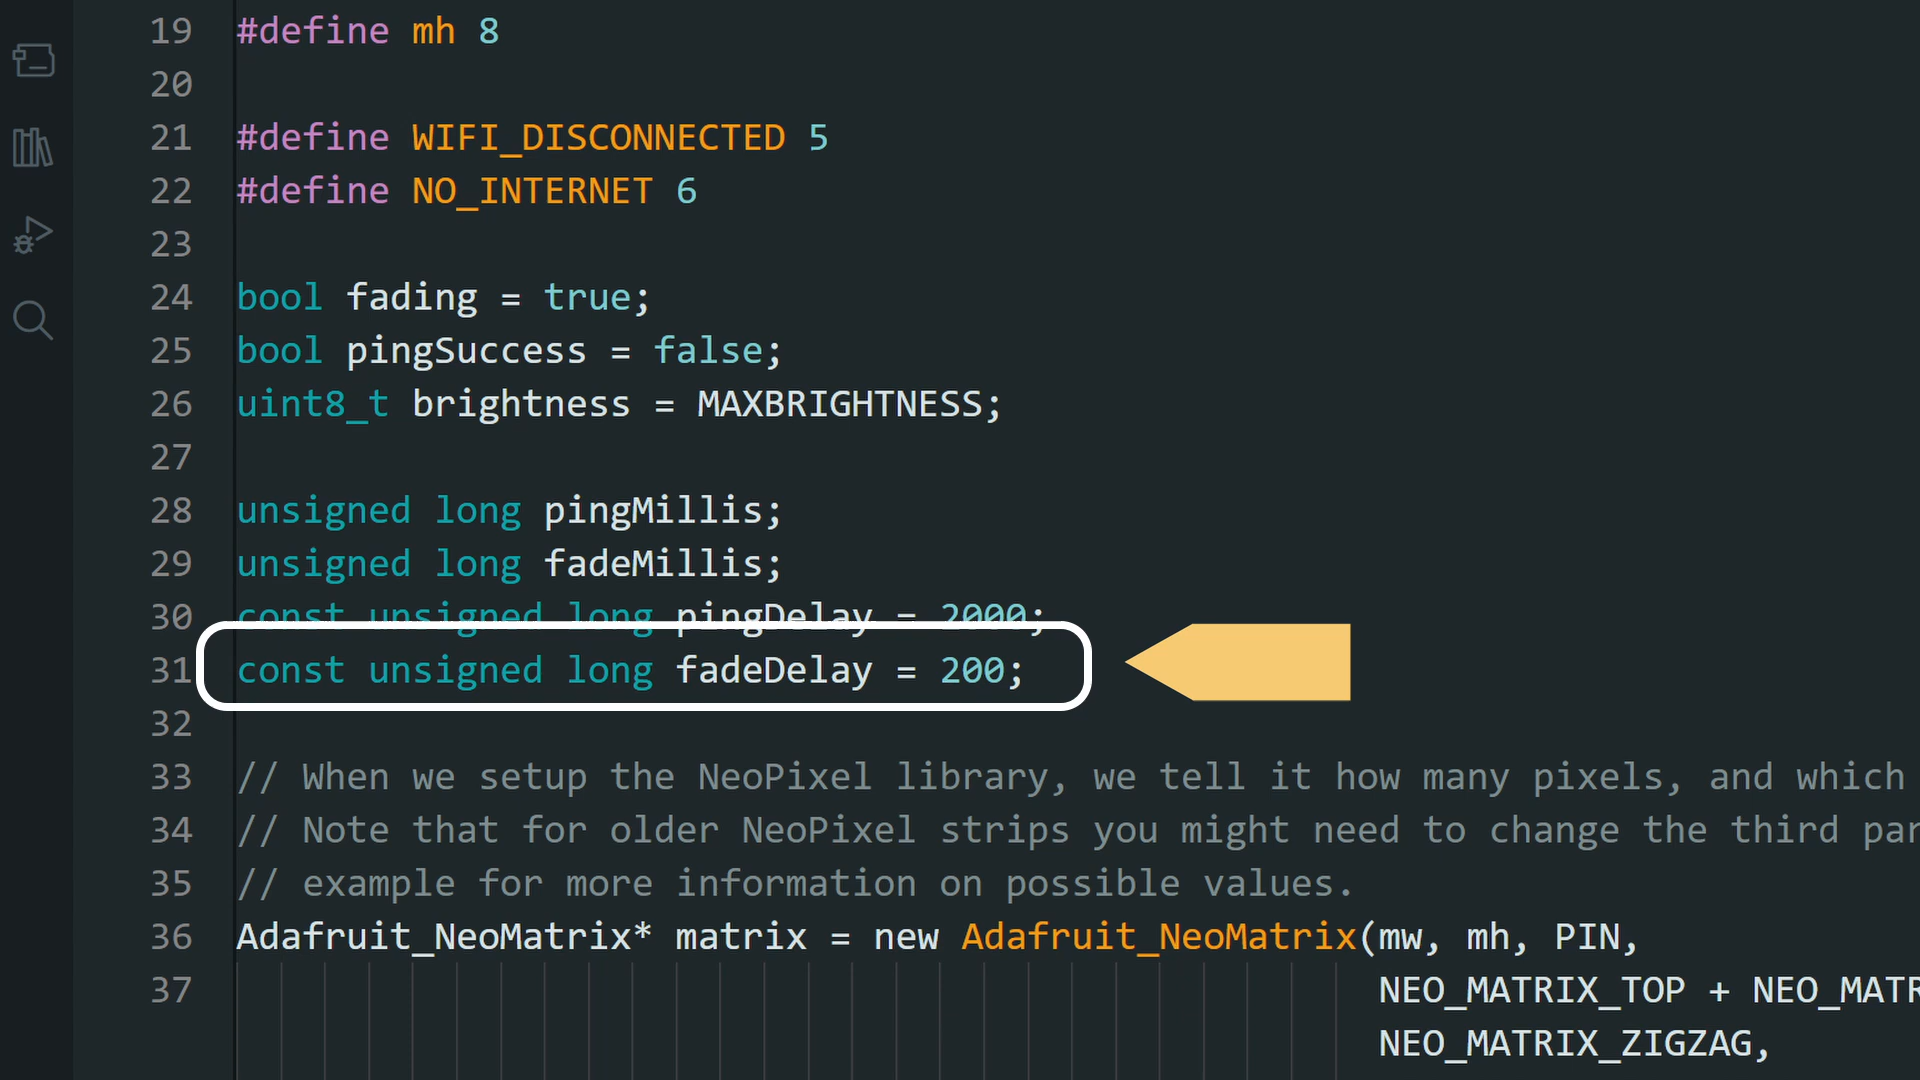 19 #define mh 8
20
21 #define WIFI_DISCONNECTED 5
22 #define NO_INTERNET 6
23
24 bool fading = true;
25 bool pingSuccess = false;
26 uint8_t brightness = MAXBRIGHTNESS;
27
28 unsigned long pingMillis;
29 unsigned long fadeMillis;
30 const unsigned long pingDelay = 2000;
31 const unsigned long fadeDelay = 200;
32
33 // When we setup the NeoPixel library, we tell it how many pixels, and which
34 // Note that for older NeoPixel strips you might need to change the third par
35 // example for more information on possible values.
36 Adafruit_NeoMatrix* matrix = new Adafruit_NeoMatrix(mw, mh, PIN,
37 NEO_MATRIX_TOP + NEO_MATR
NEO_MATRIX_ZIGZAG,